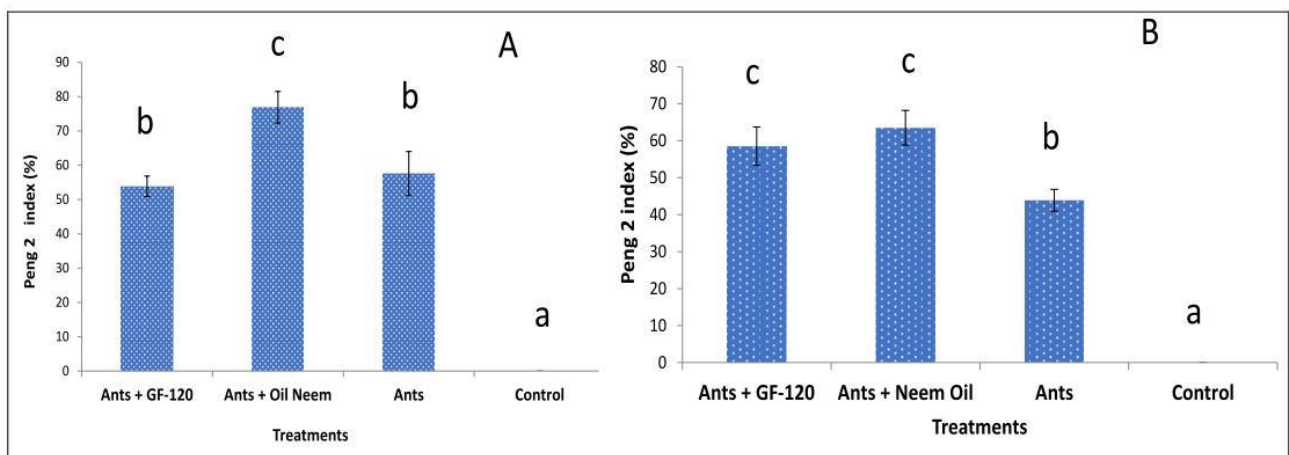 A
c
b
b
a
90
80
70
60
50
40
30
20
10
0
Peng 2 index (%)
Ants + GF-120
Ants + Oil Neem
Ants
Control
Treatments
B
c
c
b
a
80
70
60
50
40
30
20
10
0
Peng 2 index (%)
Ants + GF-120
Ants + Neem Oil
Ants
Control
Treatments